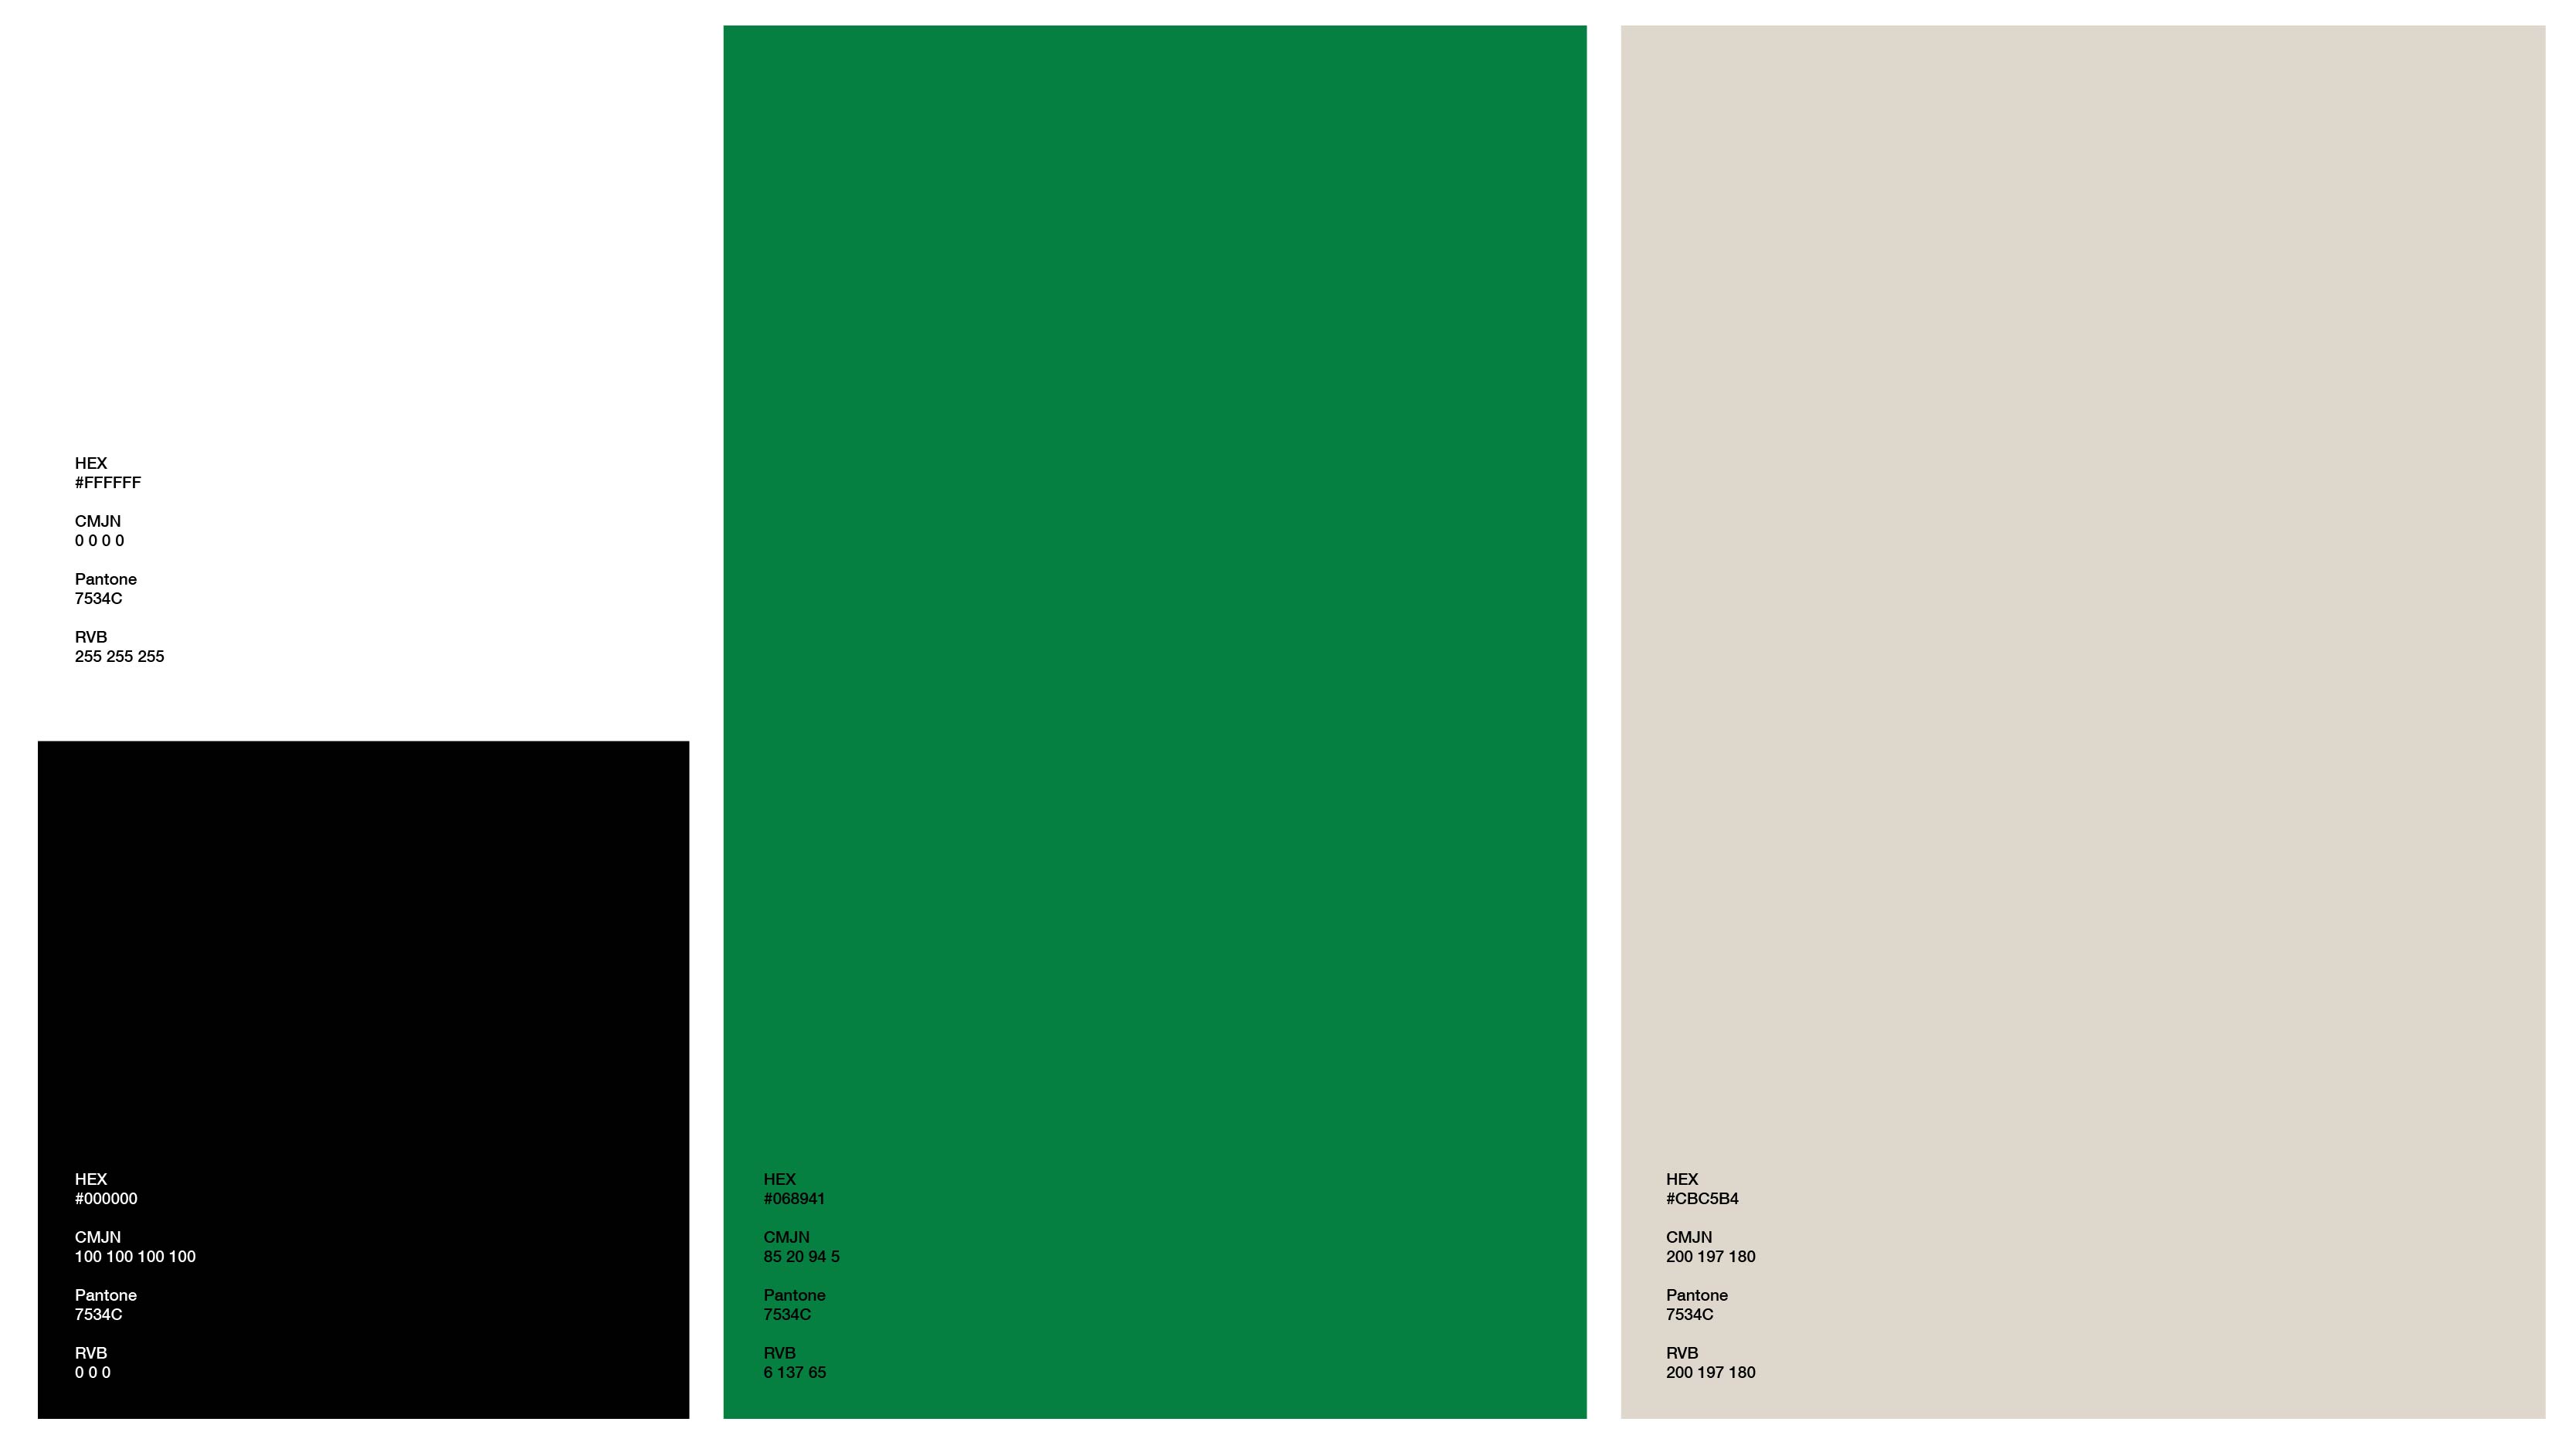 HEX
#FFFFFF
CMJN
0 0 0 0
Pantone
7534C
RVB
255 255 255
HEX
#000000
CMJN
100 100 100 100
Pantone
7534C
RVB
0 0 0
HEX
#068941
CMJN
85 20 94 5
Pantone
7534C
RVB
6 137 65
HEX
#CBC5B4
CMJN
200 197 180
Pantone
7534C
RVB
200 197 180